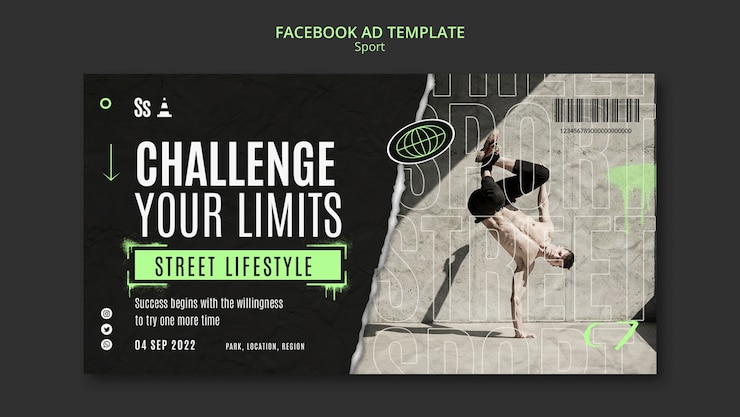 FACEBOOK AD TEMPLATE
Sport
Ss
CHALLENGE
YOUR LIMITS
STREET LIFESTYLE
Success begins with the willingness
to try one more time
04 SEP 2022
PARK, LOCATION, REGION
STREET
SPORT
STREET
SPORT